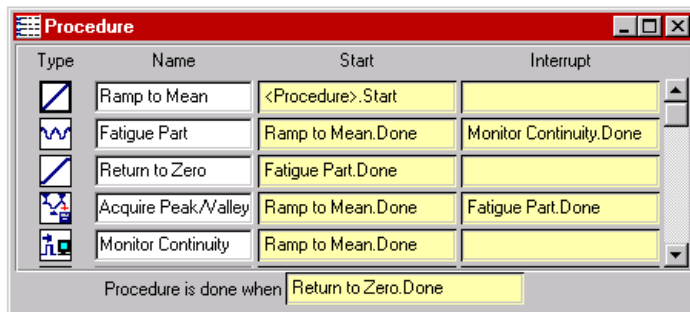 Procedure
Type Name Start Interrupt
Ramp to Mean <Procedure>.Start
Fatigue Part Ramp to Mean.Done Monitor Continuity.Done
Return to Zero Fatigue Part.Done
Acquire Peak/Valley Ramp to Mean.Done Fatigue Part.Done
Monitor Continuity Ramp to Mean.Done
Procedure is done when Return to Zero.Done